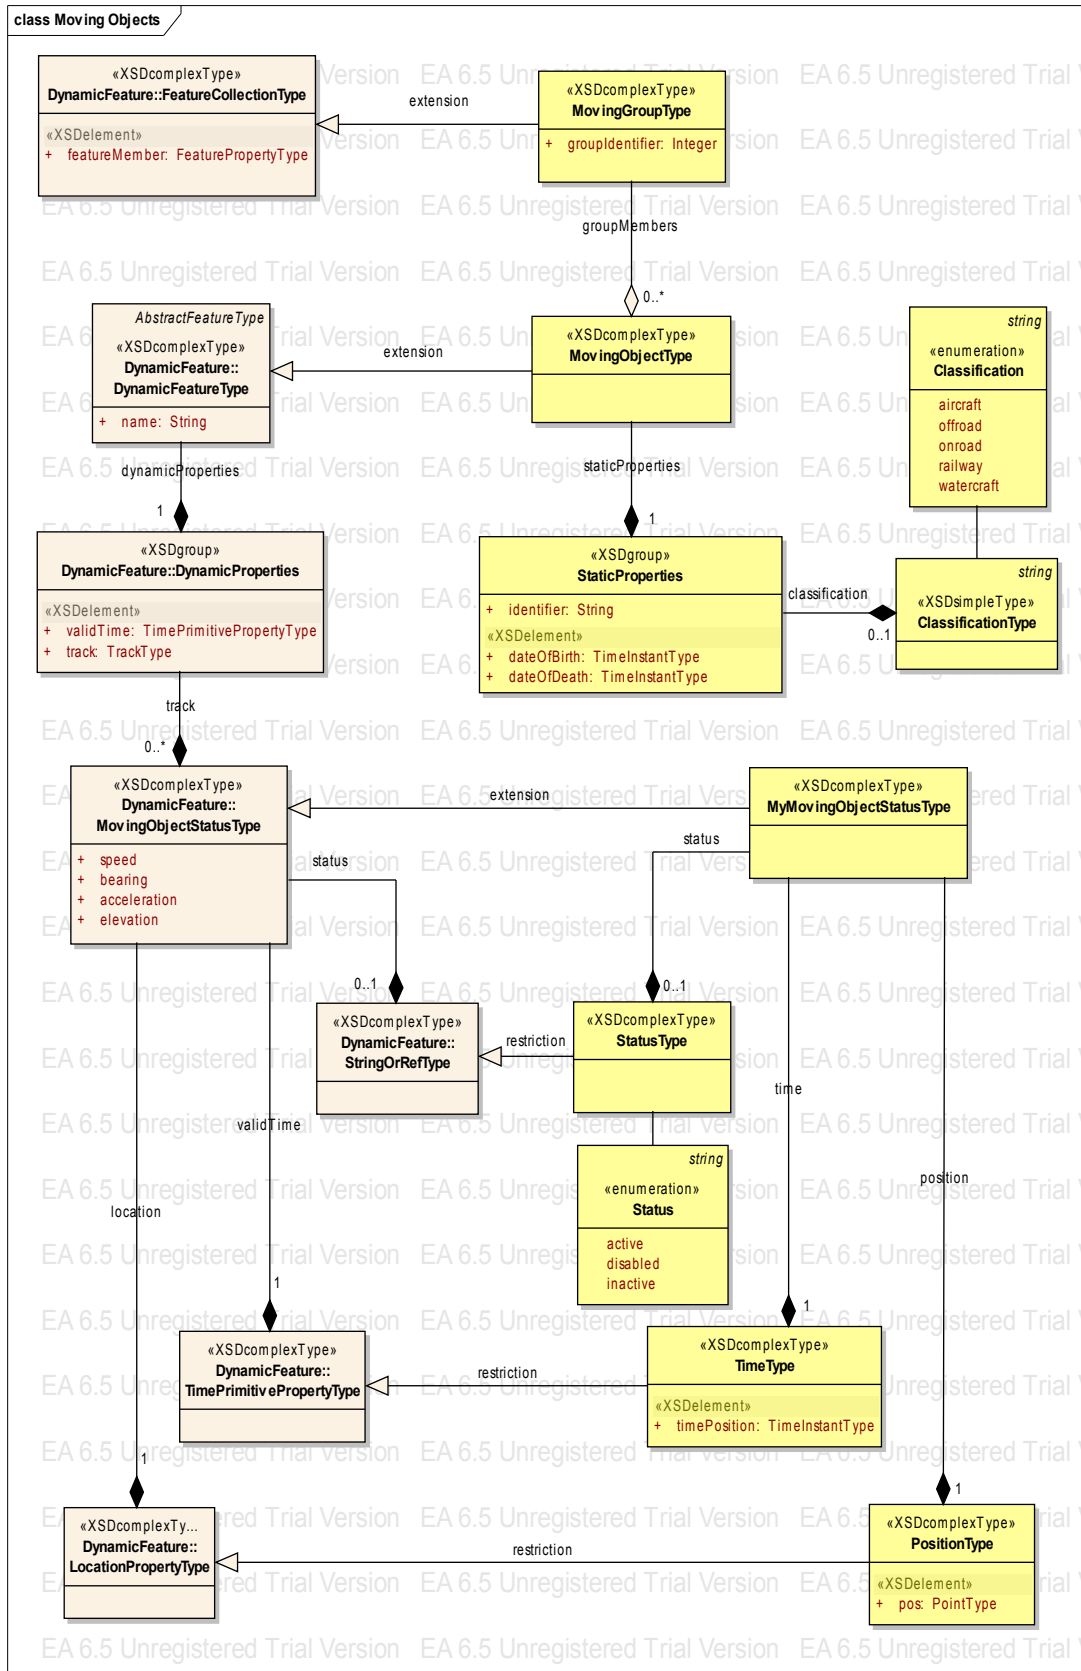 class Moving Objects
«XSDcomplexType»
DynamicFeature::FeatureCollectionType
«XSDelement»
+ featureMember: FeaturePropertyType
extension
«XSDcomplexType»
MovingGroupType
+ groupIdentifier: Integer
groupMembers
0..*
AbstractFeatureType
«XSDcomplexType»
DynamicFeature::
DynamicFeatureType
+ name: String
extension
«XSDcomplexType»
MovingObjectType
string
«enumeration»
Classification
aircraft
offroad
onroad
railway
watercraft
dynamicProperties
1
staticProperties
1
«XSDgroup»
DynamicFeature::DynamicProperties
«XSDelement»
+ validTime: TimePrimitivePropertyType
+ track: TrackType
«XSDgroup»
StaticProperties
+ identifier: String
«XSDelement»
+ dateOfBirth: TimeInstantType
+ dateOfDeath: TimeInstantType
classification
0..1
string
«XSDsimpleType»
ClassificationType
track
0..*
«XSDcomplexType»
DynamicFeature::
MovingObjectStatusType
+ speed
+ bearing
+ acceleration
+ elevation
extension
«XSDcomplexType»
MyMovingObjectStatusType
status
status
0..1
0..1
«XSDcomplexType»
DynamicFeature::
StringOrRefType
restriction
«XSDcomplexType»
StatusType
time
validTime
string
«enumeration»
Status
active
disabled
inactive
position
location
1
1
«XSDcomplexType»
DynamicFeature::
TimePrimitivePropertyType
restriction
«XSDcomplexType»
TimeType
«XSDelement»
+ timePosition: TimeInstantType
1
1
«XSDcomplexTy...
DynamicFeature::
LocationPropertyType
restriction
«XSDcomplexType»
PositionType
«XSDelement»
+ pos: PointType
EA 6.5 Unregistered Trial Version